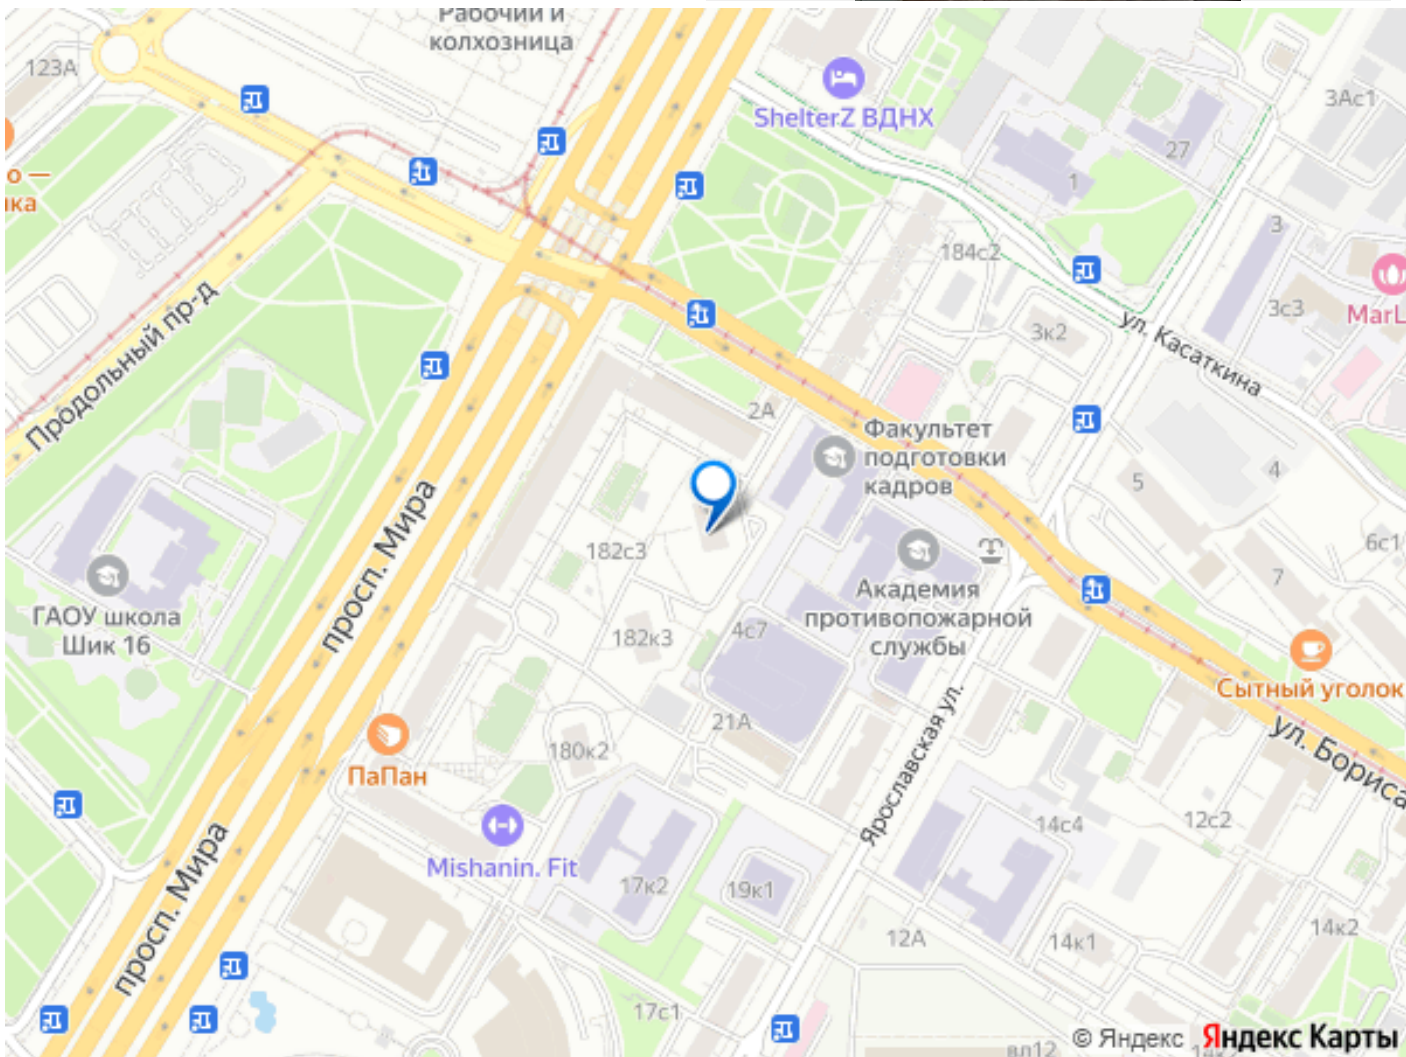 Рабочий и
колхозница
123А
ShelterZ ВДНХ
3Ас1
27
1
3
184с2
3с3
MarL
3к2
ул. Касаткина
Продольный пр-д
2А
Факультет
подготовки
кадров
4
5
6с1
просп. Мира
182с3
7
Академия
противопожарной
службы
ГАОУ школа
Шик 16
182к3
4с7
Сытный уголок
21А
Ярославская ул.
ул. Бориса
180к2
ПаПан
14с4
12с2
Mishanin. Fit
просп. Мира
17к2
19к1
12А
14к1
14к2
17с1
вл12
© Яндекс Яндекс Карты